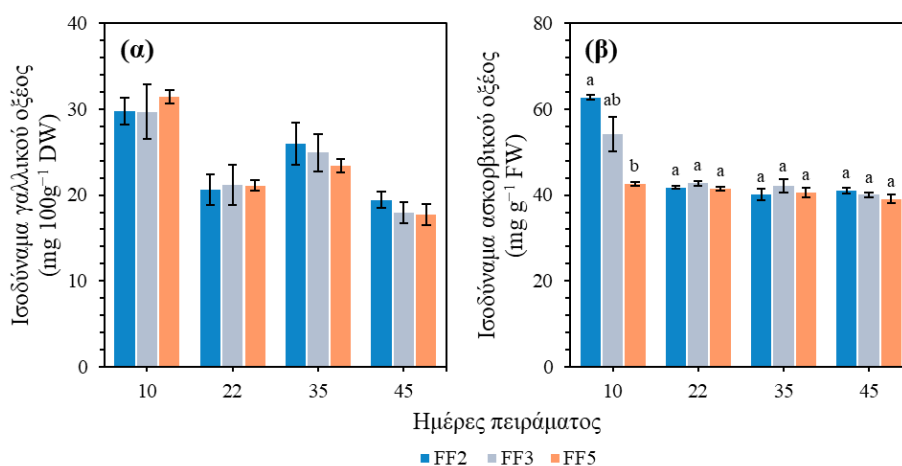 (α)
Ισοδύναμα γαλλικού οξέος
(mg 100g⁻¹ DW)
40
30
20
10
0
10 22 35 45
(β)
Ισοδύναμα ασκορβικού οξέος
(mg g⁻¹ FW)
80
60
40
20
0
a ab b a a a a a a a a a
10 22 35 45
Ημέρες πειράματος
FF2 FF3 FF5